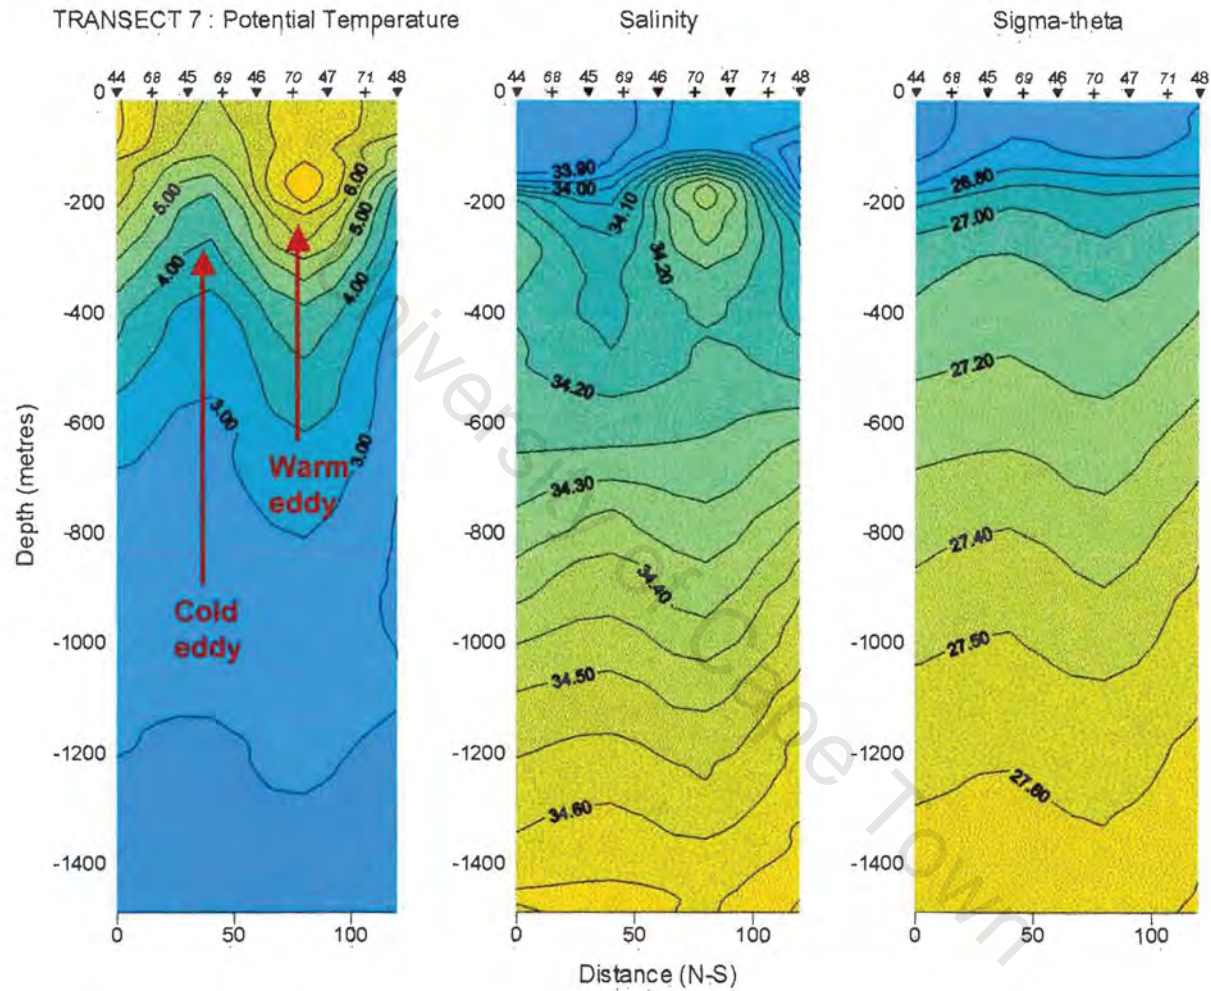 TRANSECT 7 : Potential Temperature
Salinity
Sigma-theta
44 68 45 69 46 70 47 71 48
44 68 45 69 46 70 47 71 48
44 68 45 69 46 70 47 71 48
0
-200
-400
-600
-800
-1000
-1200
-1400
Depth (metres)
5.00
6.00
5.00
4.00
4.00
3.00
3.00
Warm
eddy
Cold
eddy
0 50 100
0
-200
-400
-600
-800
-1000
-1200
-1400
33.90
34.00
34.10
34.20
34.20
34.30
34.40
34.50
34.60
0 50 100
Distance (N-S)
0
-200
-400
-600
-800
-1000
-1200
-1400
26.80
27.00
27.20
27.40
27.50
27.60
0 50 100
University of Cape Town